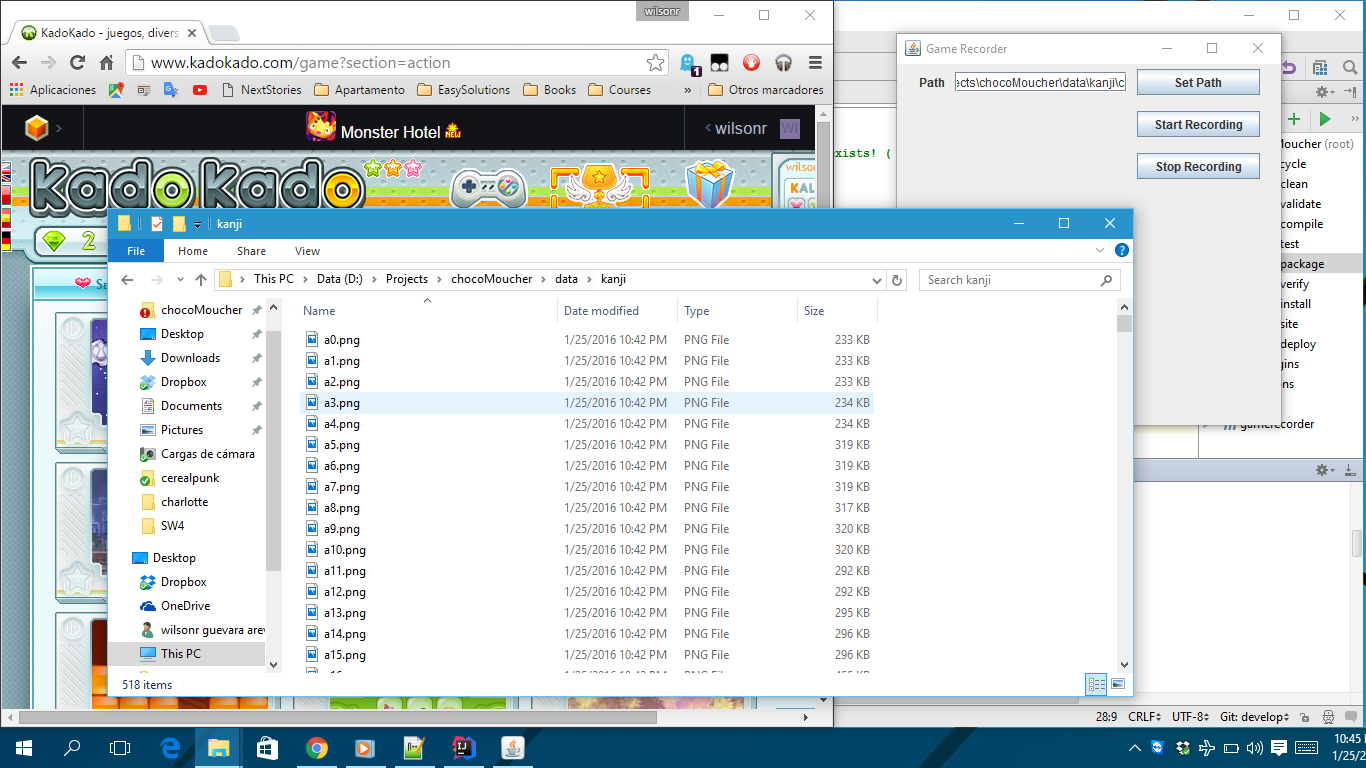 wilsonr
KadoKado - juegos, divers
www.kadokado.com/game?section=action
1
Aplicaciones
NextStories
Apartamento
EasySolutions
Books
Courses
»
Otros marcadores
Monster Hotel NEW
wilsonr
WI
KadoKado
wilson
KAL
2
Game Recorder
Path
:cts\chocoMoucher\data\kanji\c
Set Path
Start Recording
Stop Recording
xists! (
Moucher (root)
cycle
clean
validate
compile
test
package
verify
install
site
deploy
gins
ns
gamerecorder
kanji
File
Home
Share
View
This PC
Data (D:)
Projects
chocoMoucher
data
kanji
Search kanji
chocoMoucher
Desktop
Downloads
Dropbox
Documents
Pictures
Cargas de cámara
cerealpunk
charlotte
SW4
Desktop
Dropbox
OneDrive
wilsonr guevara arev
This PC
Name Date modified Type Size
a0.png 1/25/2016 10:42 PM PNG File 233 KB
a1.png 1/25/2016 10:42 PM PNG File 233 KB
a2.png 1/25/2016 10:42 PM PNG File 233 KB
a3.png 1/25/2016 10:42 PM PNG File 234 KB
a4.png 1/25/2016 10:42 PM PNG File 234 KB
a5.png 1/25/2016 10:42 PM PNG File 319 KB
a6.png 1/25/2016 10:42 PM PNG File 319 KB
a7.png 1/25/2016 10:42 PM PNG File 319 KB
a8.png 1/25/2016 10:42 PM PNG File 317 KB
a9.png 1/25/2016 10:42 PM PNG File 320 KB
a10.png 1/25/2016 10:42 PM PNG File 320 KB
a11.png 1/25/2016 10:42 PM PNG File 292 KB
a12.png 1/25/2016 10:42 PM PNG File 292 KB
a13.png 1/25/2016 10:42 PM PNG File 295 KB
a14.png 1/25/2016 10:42 PM PNG File 296 KB
a15.png 1/25/2016 10:42 PM PNG File 296 KB
518 items
28:9 CRLF UTF-8 Git: develop
10:45
1/25/2